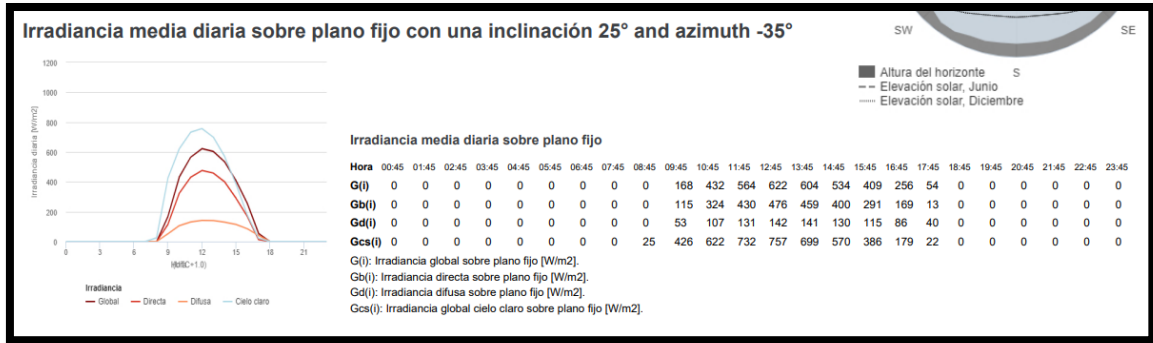 Irradiancia media diaria sobre plano fijo con una inclinación 25° and azimuth -35°
SW
SE
S
Altura del horizonte
Elevación solar, Junio
Elevación solar, Diciembre
1200
1000
800
600
400
200
0
Irradiancia diaria [W/m2]
0 3 6 9 12 15 18 21
Irradiancia
Global Directa Difusa Cielo claro
Irradiancia media diaria sobre plano fijo
Hora 00:45 01:45 02:45 03:45 04:45 05:45 06:45 07:45 08:45 09:45 10:45 11:45 12:45 13:45 14:45 15:45 16:45 17:45 18:45 19:45 20:45 21:45 22:45 23:45
G(i) 0 0 0 0 0 0 0 0 0 168 432 564 622 604 534 409 256 54 0 0 0 0 0 0
Gb(i) 0 0 0 0 0 0 0 0 0 115 324 430 476 459 400 291 169 13 0 0 0 0 0 0
Gd(i) 0 0 0 0 0 0 0 0 0 53 107 131 142 141 130 115 86 40 0 0 0 0 0 0
Gcs(i) 0 0 0 0 0 0 0 0 25 426 622 732 757 699 570 386 179 22 0 0 0 0 0 0
G(i): Irradiancia global sobre plano fijo [W/m2].
Gb(i): Irradiancia directa sobre plano fijo [W/m2].
Gd(i): Irradiancia difusa sobre plano fijo [W/m2].
Gcs(i): Irradiancia global cielo claro sobre plano fijo [W/m2].